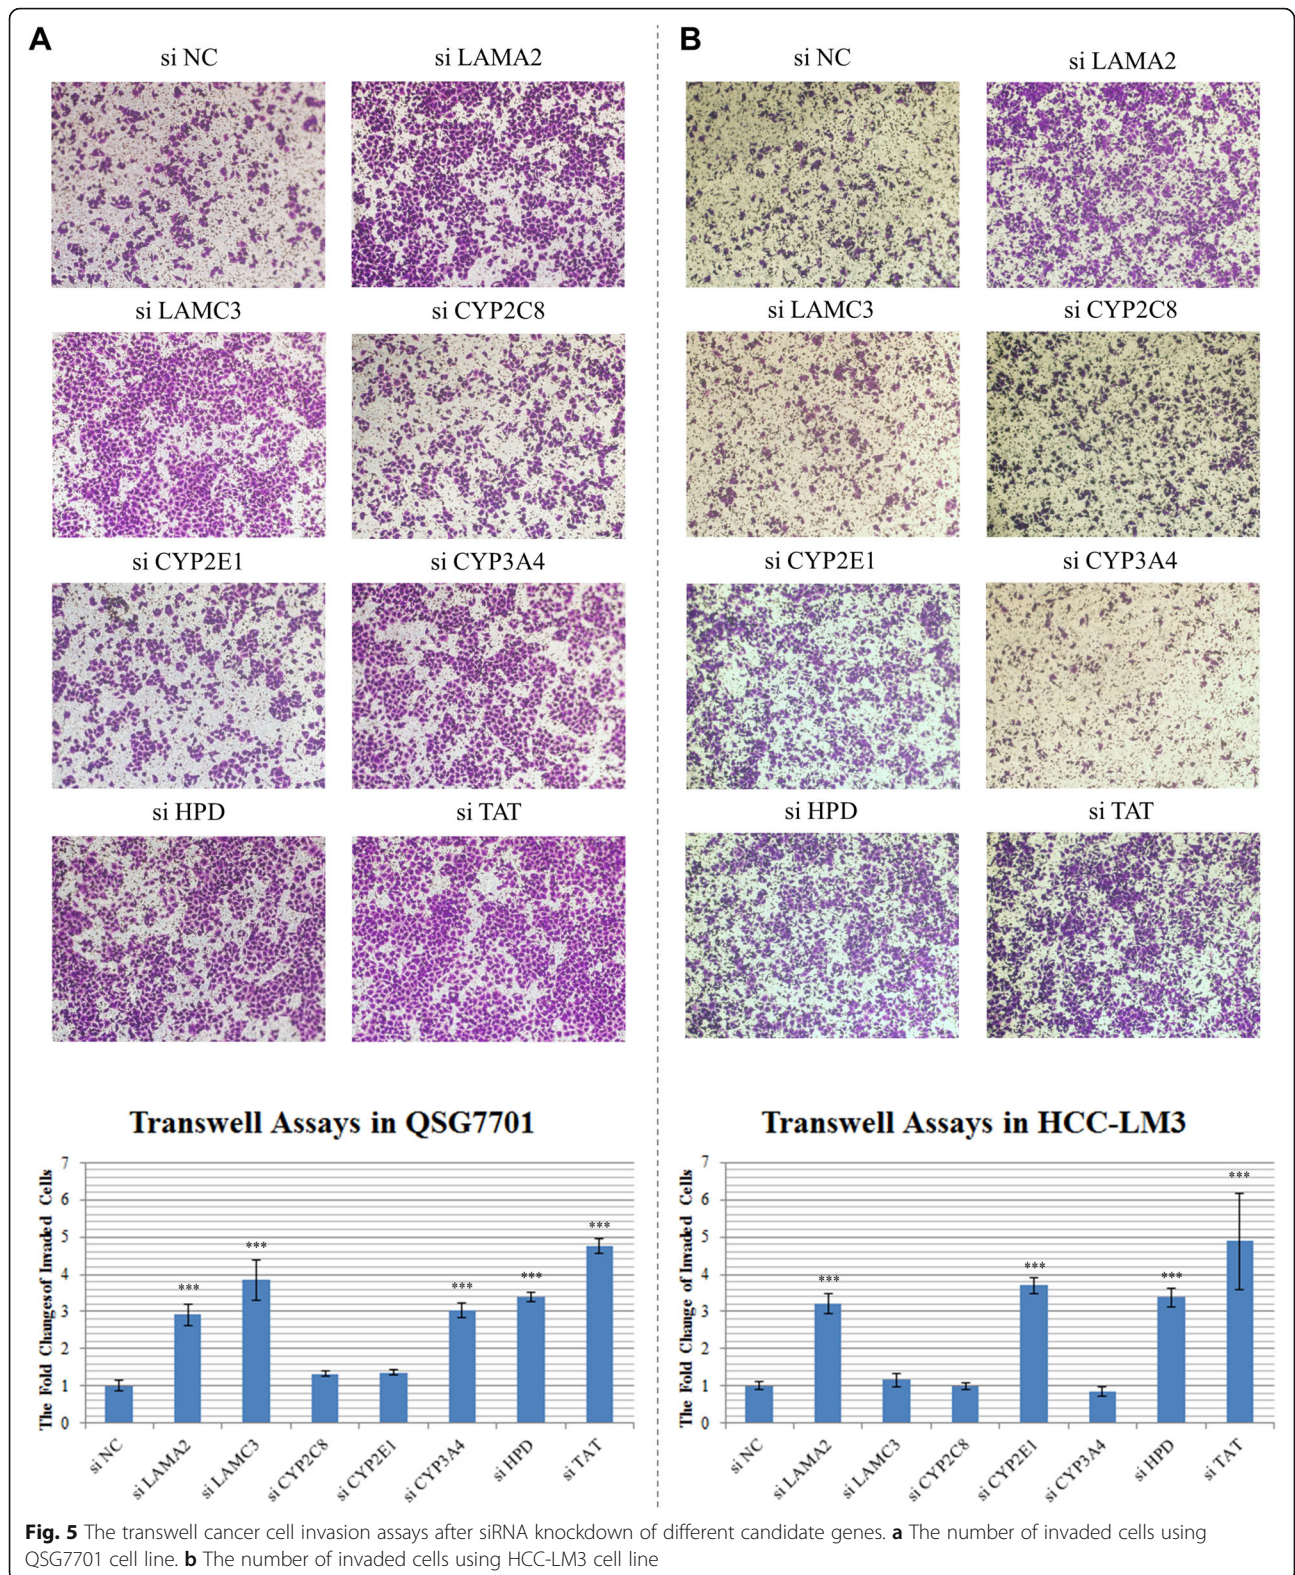 A
B
si NC
si LAMA2
si NC
si LAMA2
si LAMC3
si CYP2C8
si LAMC3
si CYP2C8
si CYP2E1
si CYP3A4
si CYP2E1
si CYP3A4
si HPD
si TAT
si HPD
si TAT
Transwell Assays in QSG7701
The Fold Changes of Invaded Cells
7
6
5
4
3
2
1
0
***
***
***
***
***
si NC
si LAMA2
si LAMC3
si CYP2C8
si CYP2E1
si CYP3A4
si HPD
si TAT
Transwell Assays in HCC-LM3
The Fold Change of Invaded Cells
7
6
5
4
3
2
1
0
***
***
***
***
si NC
si LAMA2
si LAMC3
si CYP2C8
si CYP2E1
si CYP3A4
si HPD
si TAT
Fig. 5 The transwell cancer cell invasion assays after siRNA knockdown of different candidate genes. a The number of invaded cells using
QSG7701 cell line. b The number of invaded cells using HCC-LM3 cell line